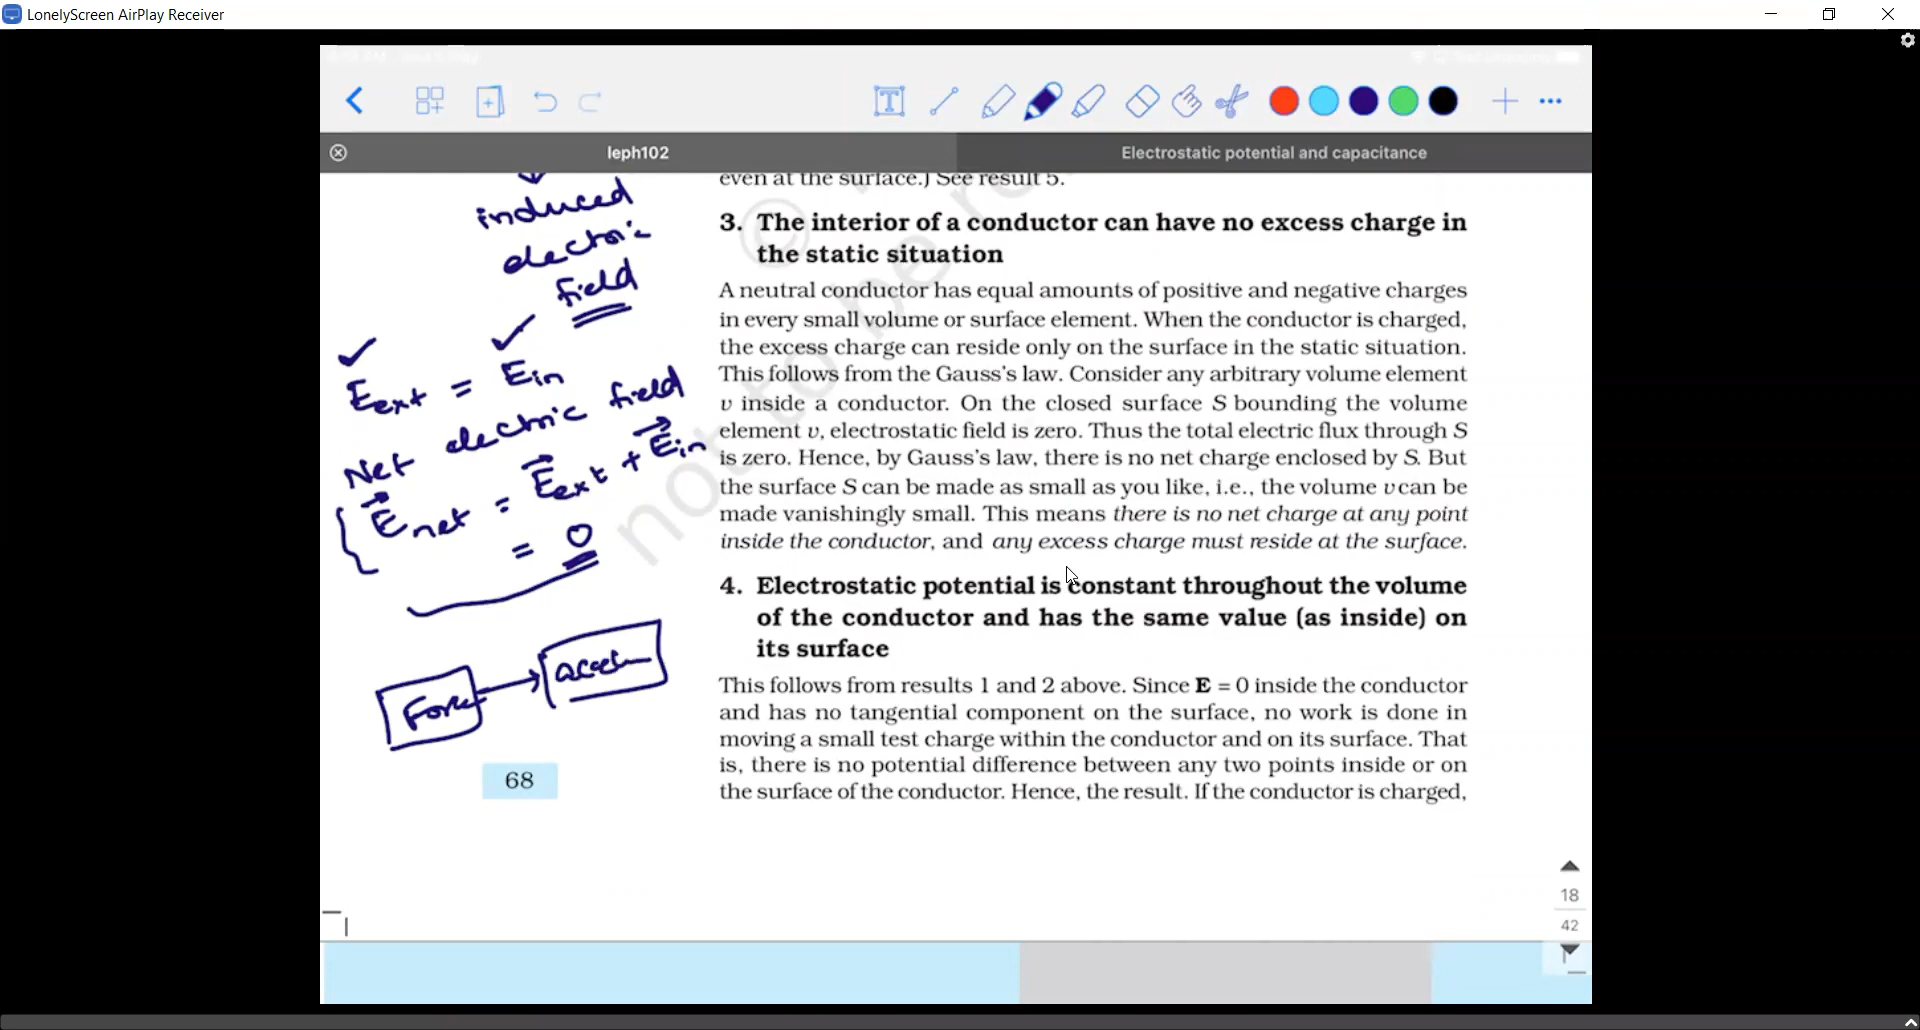 LonelyScreen AirPlay Receiver
leph102
Electrostatic potential and capacitance
induced
electric
field
Eext = Ein
Net electric field
Enet = Eext + Ein
= 0
Force
accln
68
even at the surface.) See result 5.
3. The interior of a conductor can have no excess charge in
the static situation
A neutral conductor has equal amounts of positive and negative charges
in every small volume or surface element. When the conductor is charged,
the excess charge can reside only on the surface in the static situation.
This follows from the Gauss's law. Consider any arbitrary volume element
v inside a conductor. On the closed surface S bounding the volume
element v, electrostatic field is zero. Thus the total electric flux through S
is zero. Hence, by Gauss's law, there is no net charge enclosed by S. But
the surface S can be made as small as you like, i.e., the volume v can be
made vanishingly small. This means there is no net charge at any point
inside the conductor, and any excess charge must reside at the surface.
4. Electrostatic potential is constant throughout the volume
of the conductor and has the same value (as inside) on
its surface
This follows from results 1 and 2 above. Since E = 0 inside the conductor
and has no tangential component on the surface, no work is done in
moving a small test charge within the conductor and on its surface. That
is, there is no potential difference between any two points inside or on
the surface of the conductor. Hence, the result. If the conductor is charged,
© not to be re
18
42